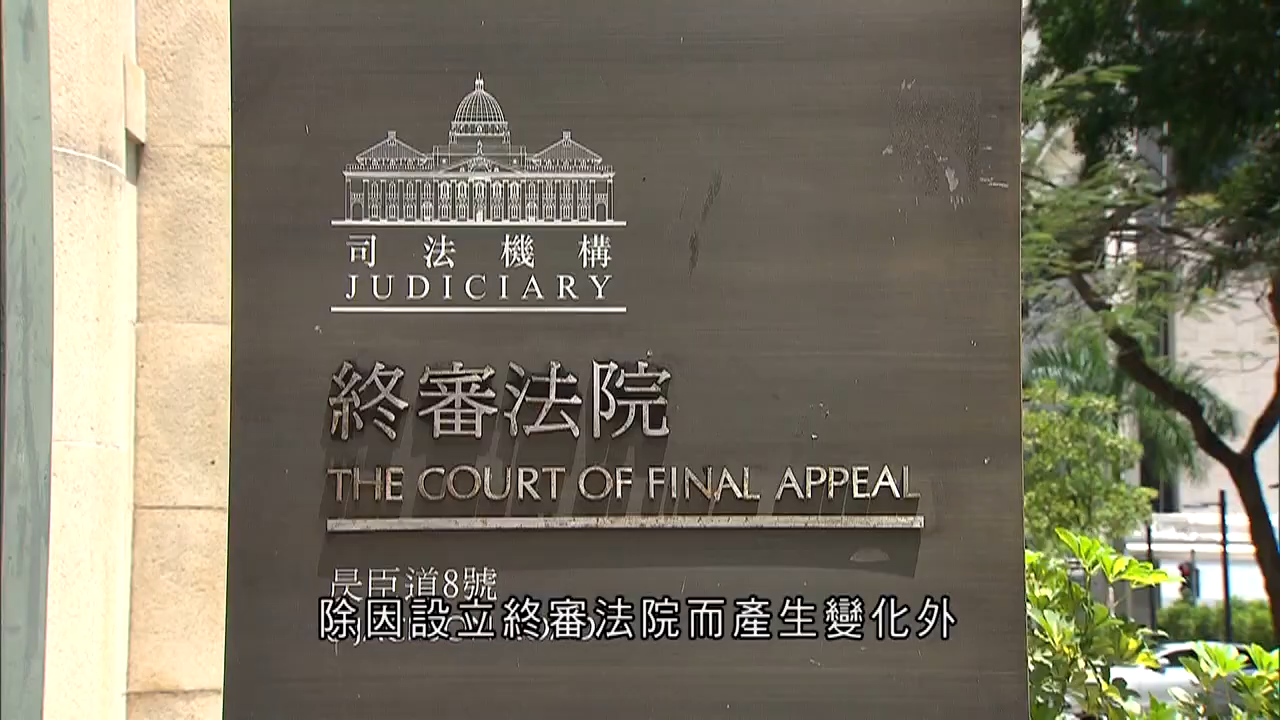 司法機構
JUDICIARY
終審法院
THE COURT OF FINAL APPEAL
昃臣道8號
除因設立終審法院而產生變化外